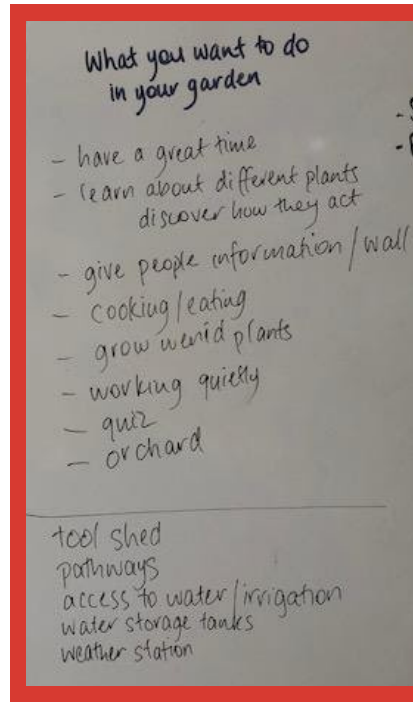 What you want to do
in your garden
- have a great time
- learn about different plants
discover how they act
- give people information/wall
- cooking/eating
- grow werid plants
- working quietly
- quiz
- orchard
tool shed
pathways
access to water/irrigation
water storage tanks
weather station